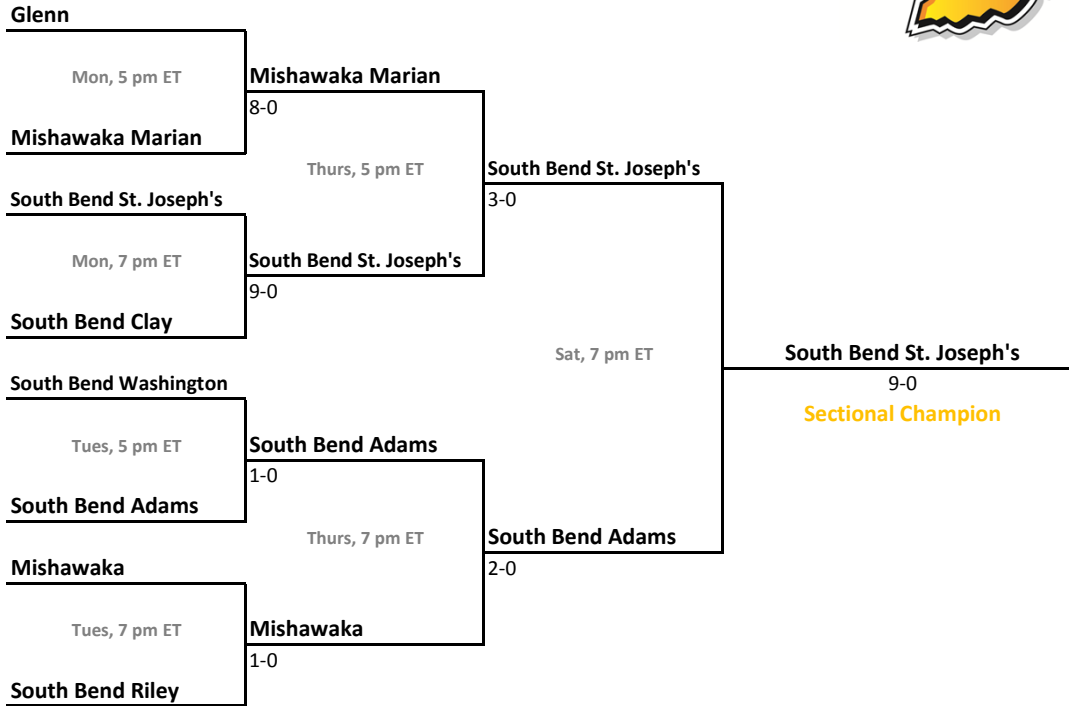 Glenn
Mon, 5 pm ET
Mishawaka Marian
8-0
Mishawaka Marian
Thurs, 5 pm ET
South Bend St. Joseph's
3-0
South Bend St. Joseph's
Mon, 7 pm ET
South Bend St. Joseph's
9-0
South Bend Clay
Sat, 7 pm ET
South Bend St. Joseph's
9-0
Sectional Champion
South Bend Washington
Tues, 5 pm ET
South Bend Adams
1-0
South Bend Adams
Thurs, 7 pm ET
South Bend Adams
2-0
Mishawaka
Tues, 7 pm ET
Mishawaka
1-0
South Bend Riley